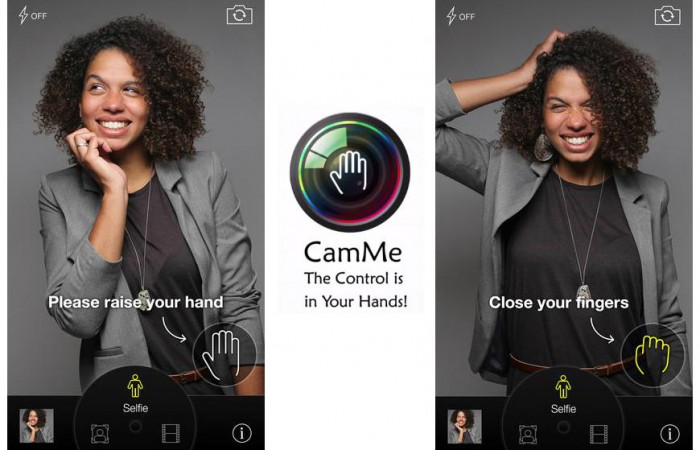 OFF
Please raise your hand
Selfie
i
CamMe
The Control is
in Your Hands!
OFF
Close your fingers
Selfie
i